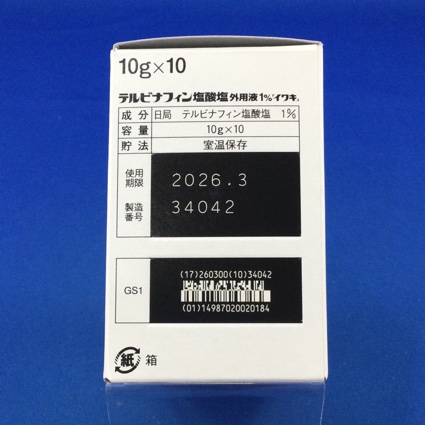 10g×10
テルビナフィン塩酸塩外用液1%「イワキ」
成分 日局 テルビナフィン塩酸塩 1%
容量 10g×10
貯法 室温保存
使用期限 2026.3
製造番号 34042
(17)260300(10)34042
GS1
(01)14987020020184
紙 箱